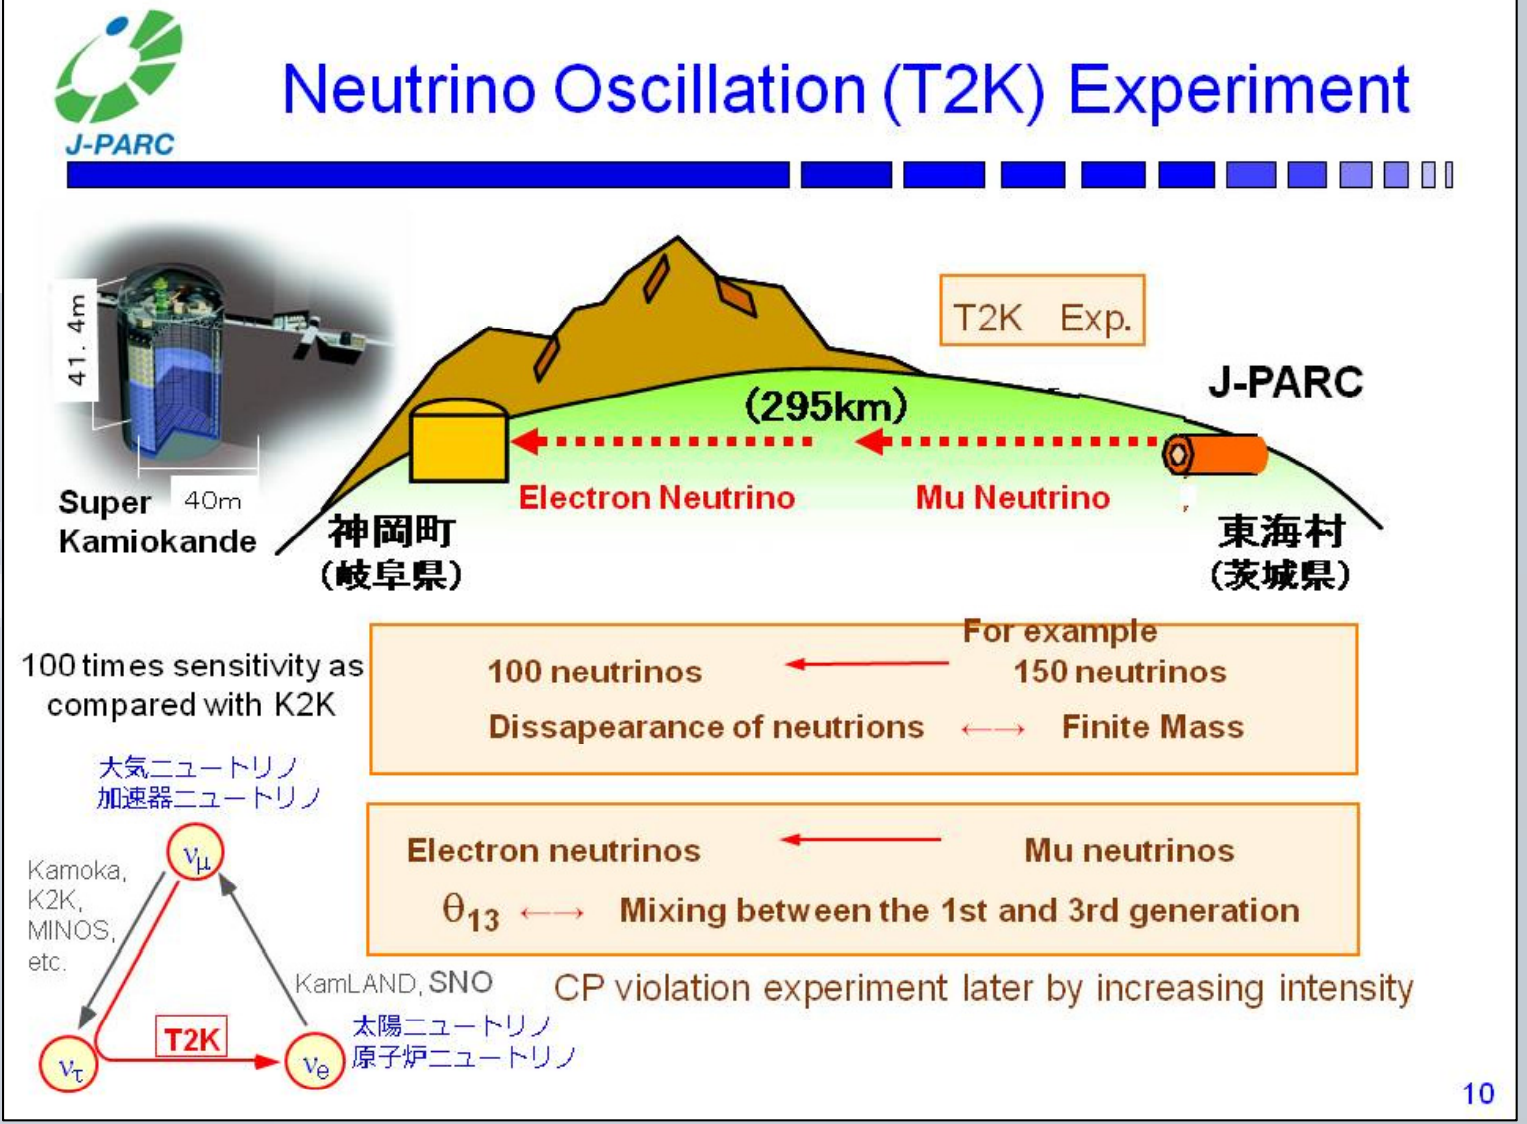 J-PARC
Neutrino Oscillation (T2K) Experiment
41. 4m
40m
Super
Kamiokande
T2K Exp.
J-PARC
(295km)
Electron Neutrino
Mu Neutrino
神岡町
(岐阜県)
東海村
(茨城県)
100 times sensitivity as
compared with K2K
For example
100 neutrinos ← 150 neutrinos
Dissapearance of neutrions ←→ Finite Mass
Electron neutrinos ← Mu neutrinos
θ13 ←→ Mixing between the 1st and 3rd generation
CP violation experiment later by increasing intensity
大気ニュートリノ
加速器ニュートリノ
νμ
Kamoka,
K2K,
MINOS,
etc.
KamLAND, SNO
太陽ニュートリノ
原子炉ニュートリノ
T2K
ντ
νe
10